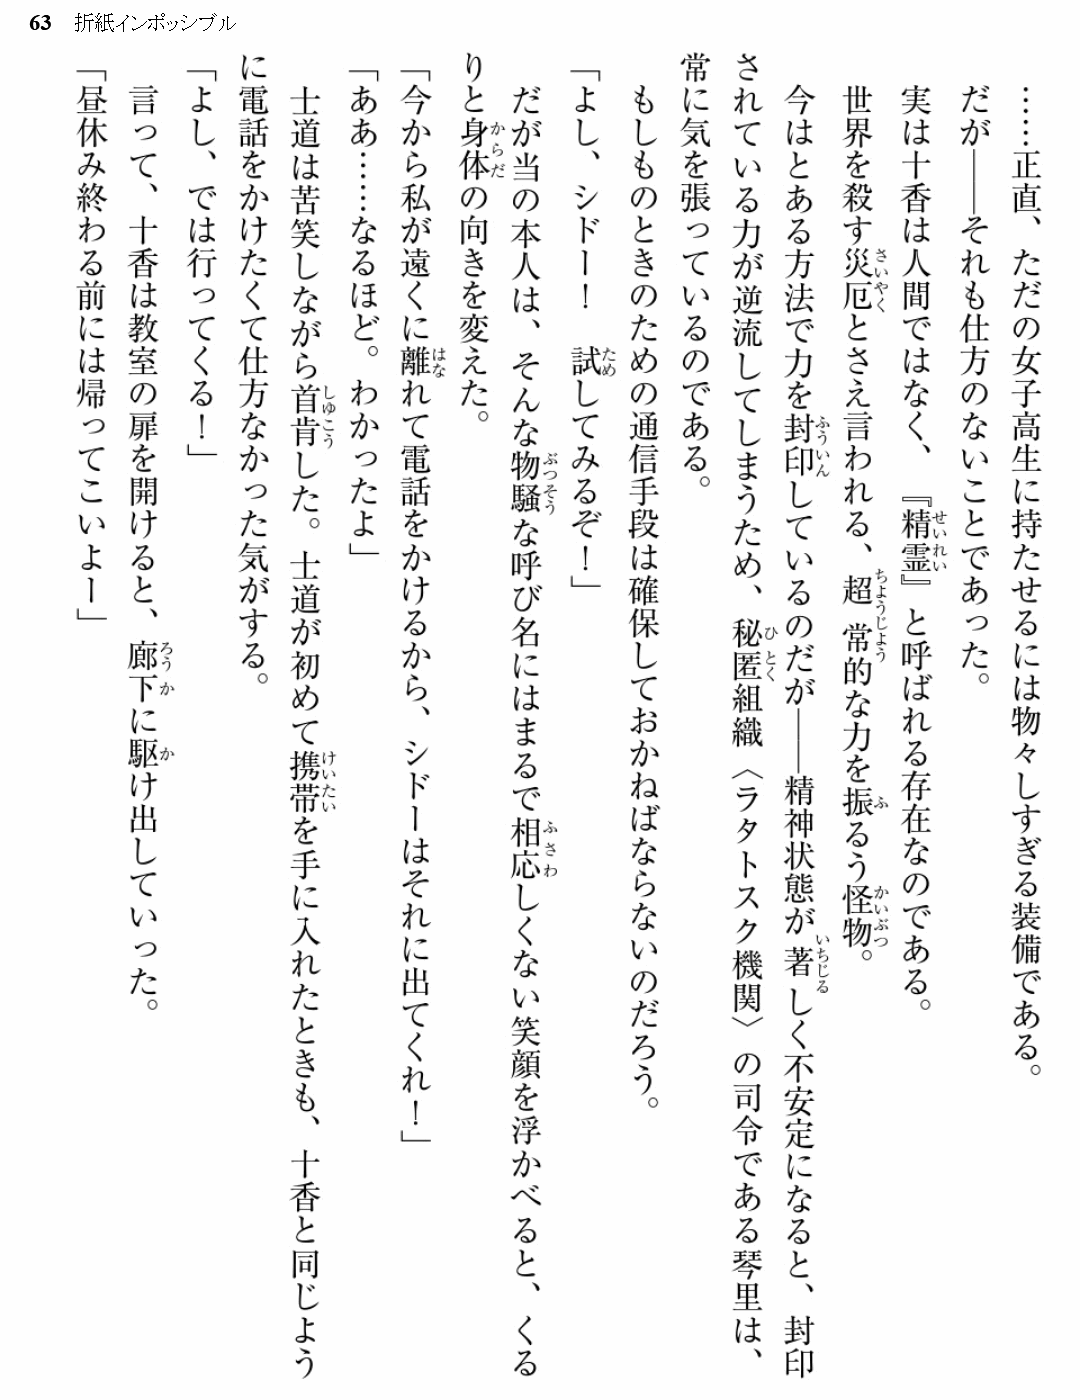 63 折紙インポッシブル
……正直、ただの女子高生に持たせるには物々しすぎる装備である。
だが――それも仕方のないことであった。
実は十香は人間ではなく、『精霊』と呼ばれる存在なのである。
世界を殺す災厄とさえ言われる、超常的な力を振るう怪物。
今はとある方法で力を封印しているのだが――精神状態が著しく不安定になると、封印
されている力が逆流してしまうため、秘匿組織〈ラタトスク機関〉の司令である琴里は、
常に気を張っているのである。
もしものときのための通信手段は確保しておかねばならないのだろう。
「よし、シドー！　試してみるぞ！」
だが当の本人は、そんな物騒な呼び名にはまるで相応しくない笑顔を浮かべると、くる
りと身体の向きを変えた。
「今から私が遠くに離れて電話をかけるから、シドーはそれに出てくれ！」
「ああ……なるほど。わかったよ」
士道は苦笑しながら首肯した。士道が初めて携帯を手に入れたときも、十香と同じよう
に電話をかけたくて仕方なかった気がする。
「よし、では行ってくる！」
言って、十香は教室の扉を開けると、廊下に駆け出していった。
「昼休み終わる前には帰ってこいよー」